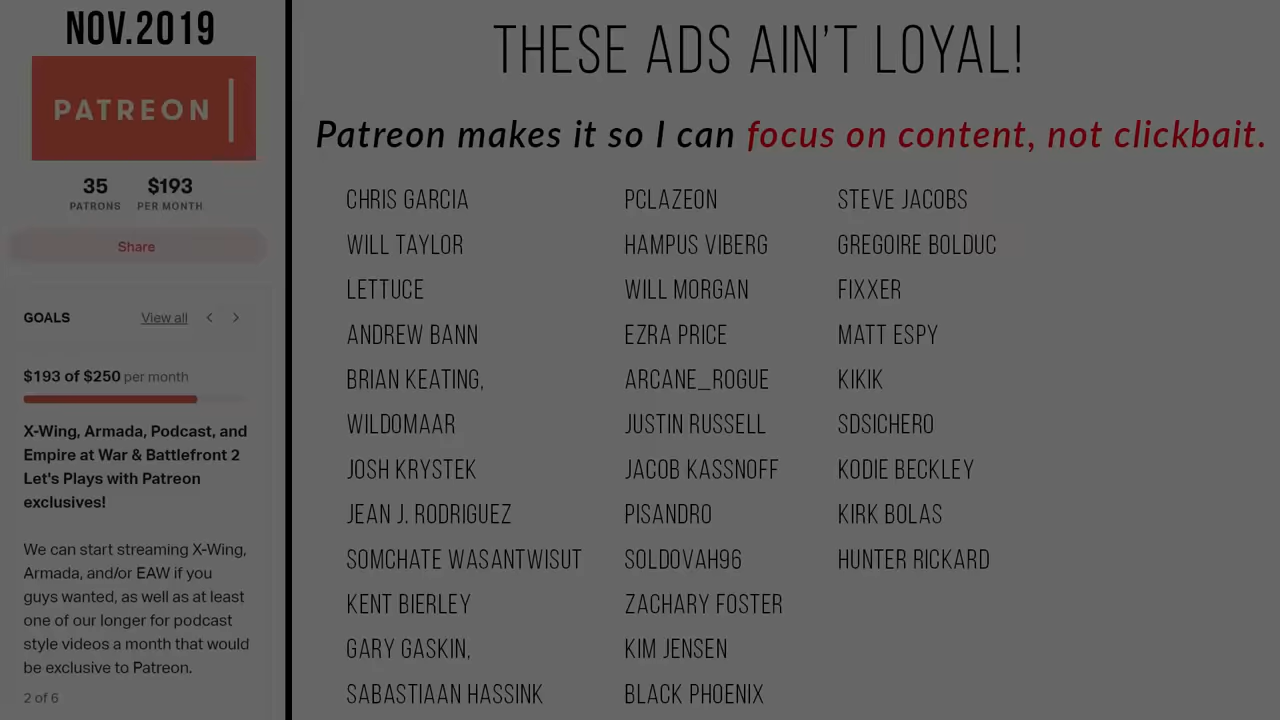 NOV.2019
PATREON
35 $193
PATRONS PER MONTH
Share
GOALS View all
$193 of $250 per month
X-Wing, Armada, Podcast, and
Empire at War & Battlefront 2
Let's Plays with Patreon
exclusives!
We can start streaming X-Wing,
Armada, and/or EAW if you
guys wanted, as well as at least
one of our longer for podcast
style videos a month that would
be exclusive to Patreon.
2 of 6
THESE ADS AIN'T LOYAL!
Patreon makes it so I can focus on content, not clickbait.
CHRIS GARCIA
WILL TAYLOR
LETTUCE
ANDREW BANN
BRIAN KEATING,
WILDOMAAR
JOSH KRYSTEK
JEAN J. RODRIGUEZ
SOMCHATE WASANTWISUT
KENT BIERLEY
GARY GASKIN,
SABASTIAAN HASSINK
PCLAZEON
HAMPUS VIBERG
WILL MORGAN
EZRA PRICE
ARCANE_ROGUE
JUSTIN RUSSELL
JACOB KASSNOFF
PISANDRO
SOLDOVAH96
ZACHARY FOSTER
KIM JENSEN
BLACK PHOENIX
STEVE JACOBS
GREGOIRE BOLDUC
FIXXER
MATT ESPY
KIKIK
SDSICHERO
KODIE BECKLEY
KIRK BOLAS
HUNTER RICKARD